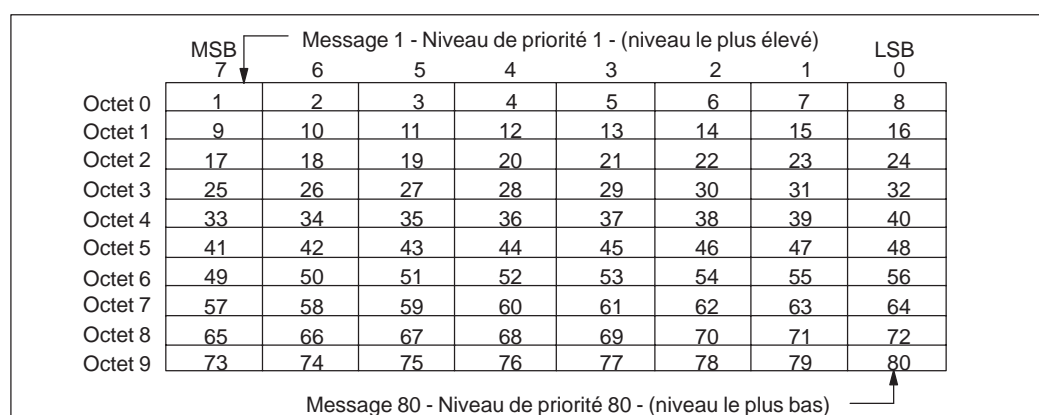 MSB Message 1 - Niveau de priorité 1 - (niveau le plus élevé) LSB
7 6 5 4 3 2 1 0
Octet 0 1 2 3 4 5 6 7 8
Octet 1 9 10 11 12 13 14 15 16
Octet 2 17 18 19 20 21 22 23 24
Octet 3 25 26 27 28 29 30 31 32
Octet 4 33 34 35 36 37 38 39 40
Octet 5 41 42 43 44 45 46 47 48
Octet 6 49 50 51 52 53 54 55 56
Octet 7 57 58 59 60 61 62 63 64
Octet 8 65 66 67 68 69 70 71 72
Octet 9 73 74 75 76 77 78 79 80
Message 80 - Niveau de priorité 80 - (niveau le plus bas)